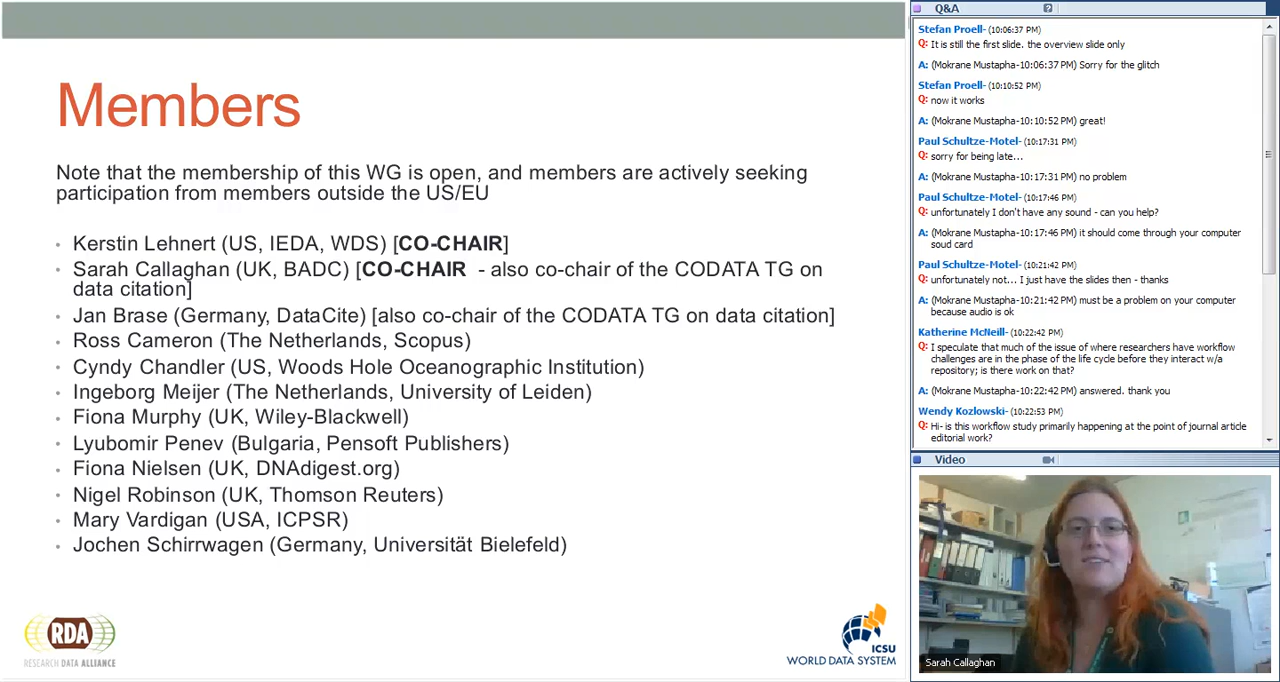 Members
Note that the membership of this WG is open, and members are actively seeking
participation from members outside the US/EU
• Kerstin Lehnert (US, IEDA, WDS) [CO-CHAIR]
• Sarah Callaghan (UK, BADC) [CO-CHAIR - also co-chair of the CODATA TG on
data citation]
• Jan Brase (Germany, DataCite) [also co-chair of the CODATA TG on data citation]
• Ross Cameron (The Netherlands, Scopus)
• Cyndy Chandler (US, Woods Hole Oceanographic Institution)
• Ingeborg Meijer (The Netherlands, University of Leiden)
• Fiona Murphy (UK, Wiley-Blackwell)
• Lyubomir Penev (Bulgaria, Pensoft Publishers)
• Fiona Nielsen (UK, DNAdigest.org)
• Nigel Robinson (UK, Thomson Reuters)
• Mary Vardigan (USA, ICPSR)
• Jochen Schirrwagen (Germany, Universität Bielefeld)
RDA
RESEARCH DATA ALLIANCE
ICSU
WORLD DATA SYSTEM
Q&A
?
Stefan Proell- (10:06:37 PM)
Q: It is still the first slide. the overview slide only
A: (Mokrane Mustapha-10:06:37 PM) Sorry for the glitch
Stefan Proell- (10:10:52 PM)
Q: now it works
A: (Mokrane Mustapha-10:10:52 PM) great!
Paul Schultze-Motel- (10:17:31 PM)
Q: sorry for being late...
A: (Mokrane Mustapha-10:17:31 PM) no problem
Paul Schultze-Motel- (10:17:46 PM)
Q: unfortunately I don't have any sound - can you help?
A: (Mokrane Mustapha-10:17:46 PM) it should come through your computer
soud card
Paul Schultze-Motel- (10:21:42 PM)
Q: unfortunately not... I just have the slides then - thanks
A: (Mokrane Mustapha-10:21:42 PM) must be a problem on your computer
because audio is ok
Katherine McNeill- (10:22:42 PM)
Q: I speculate that much of the issue of where researchers have workflow
challenges are in the phase of the life cycle before they interact w/a
repository; is there work on that?
A: (Mokrane Mustapha-10:22:42 PM) answered. thank you
Wendy Kozlowski- (10:22:53 PM)
Q: Hi- is this workflow study primarily happening at the point of journal article
editorial work?
Video
Sarah Callaghan